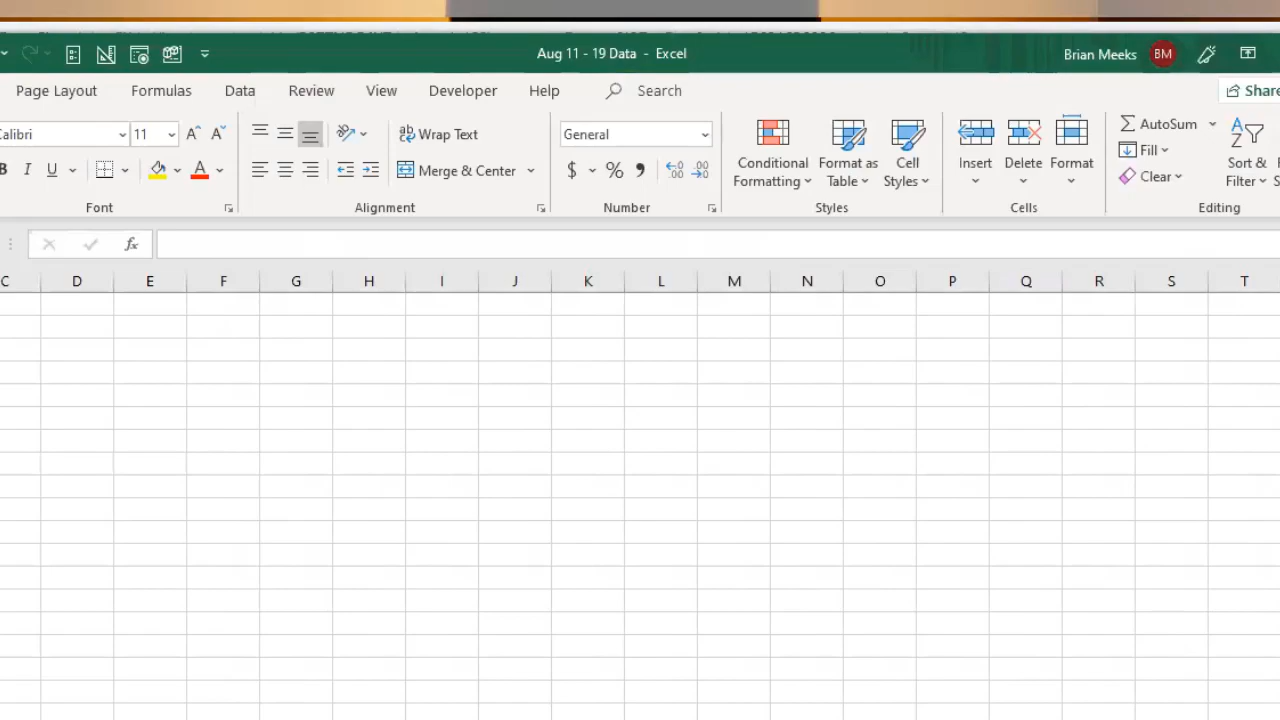 Aug 11 - 19 Data - Excel
Brian Meeks
BM
Page Layout
Formulas
Data
Review
View
Developer
Help
Search
Share
Calibri
11
Wrap Text
General
Conditional
Formatting
Format as
Table
Cell
Styles
Insert
Delete
Format
AutoSum
Fill
Clear
Sort &
Filter
B
I
U
Merge & Center
$
%
Font
Alignment
Number
Styles
Cells
Editing
fx
C D E F G H I J K L M N O P Q R S T